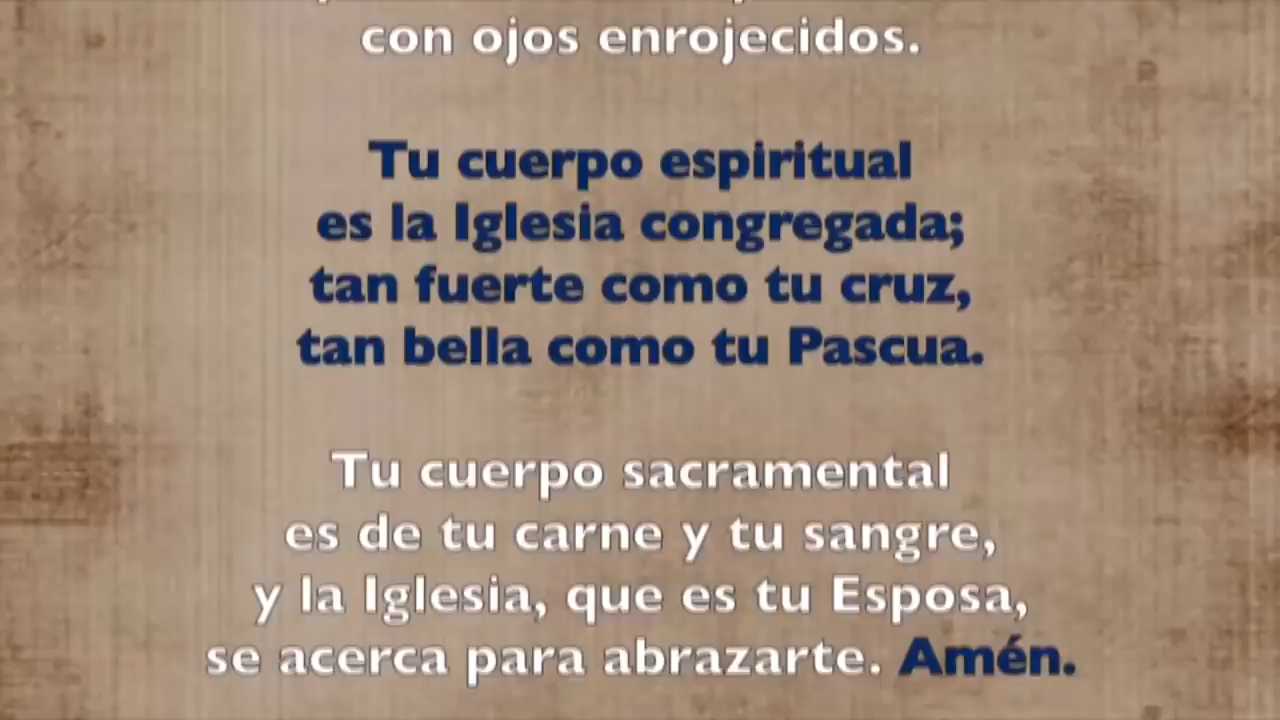 con ojos enrojecidos.
Tu cuerpo espiritual
es la Iglesia congregada;
tan fuerte como tu cruz,
tan bella como tu Pascua.
Tu cuerpo sacramental
es de tu carne y tu sangre,
y la Iglesia, que es tu Esposa,
se acerca para abrazarte. Amén.